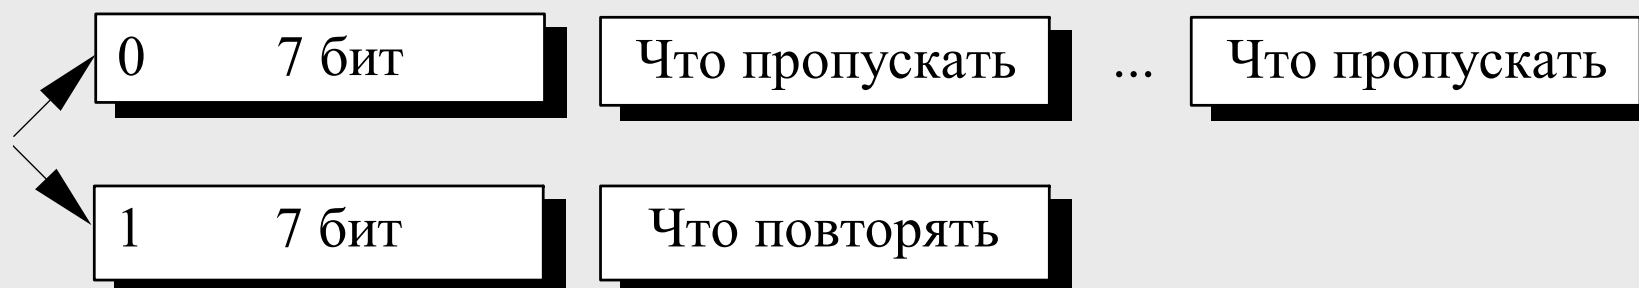 0 7 бит Что пропускать ... Что пропускать
1 7 бит Что повторять